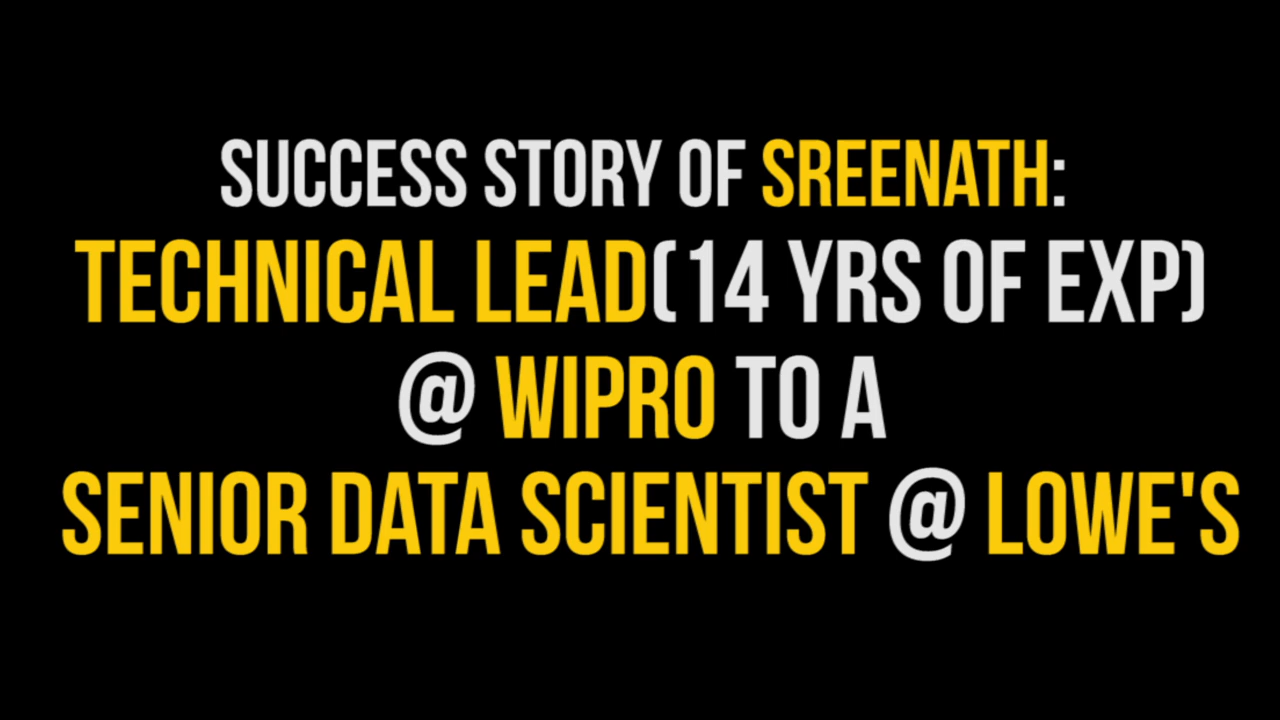 SUCCESS STORY OF SREENATH:
TECHNICAL LEAD(14 YRS OF EXP)
@ WIPRO TO A
SENIOR DATA SCIENTIST @ LOWE'S